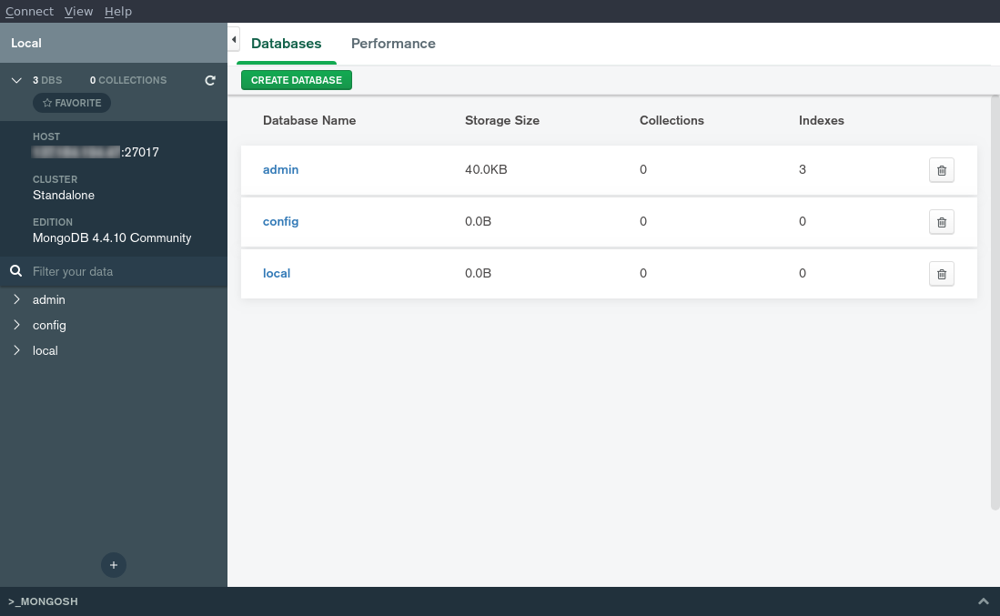 Connect View Help
Local
3 DBS 0 COLLECTIONS
FAVORITE
HOST
:27017
CLUSTER
Standalone
EDITION
MongoDB 4.4.10 Community
Filter your data
admin
config
local
Databases Performance
CREATE DATABASE
Database Name Storage Size Collections Indexes
admin 40.0KB 0 3
config 0.0B 0 0
local 0.0B 0 0
>_MONGOSH